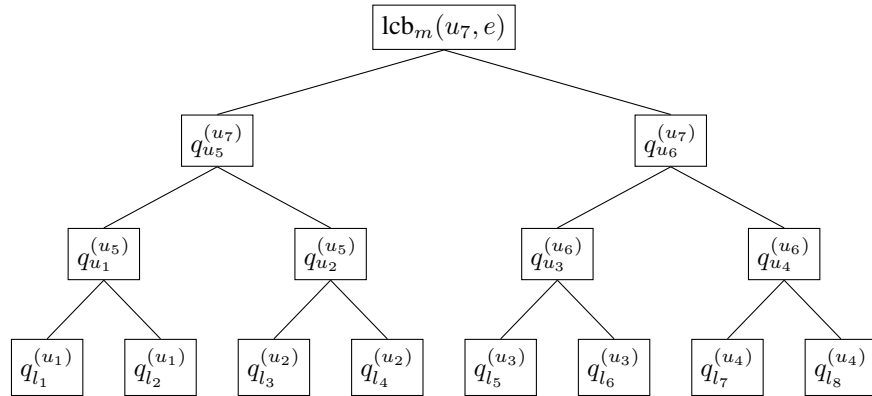 lcb_m(u_7, e)
q_{u_5}^{(u_7)} q_{u_6}^{(u_7)}
q_{u_1}^{(u_5)} q_{u_2}^{(u_5)} q_{u_3}^{(u_6)} q_{u_4}^{(u_6)}
q_{l_1}^{(u_1)} q_{l_2}^{(u_1)} q_{l_3}^{(u_2)} q_{l_4}^{(u_2)} q_{l_5}^{(u_3)} q_{l_6}^{(u_3)} q_{l_7}^{(u_4)} q_{l_8}^{(u_4)}